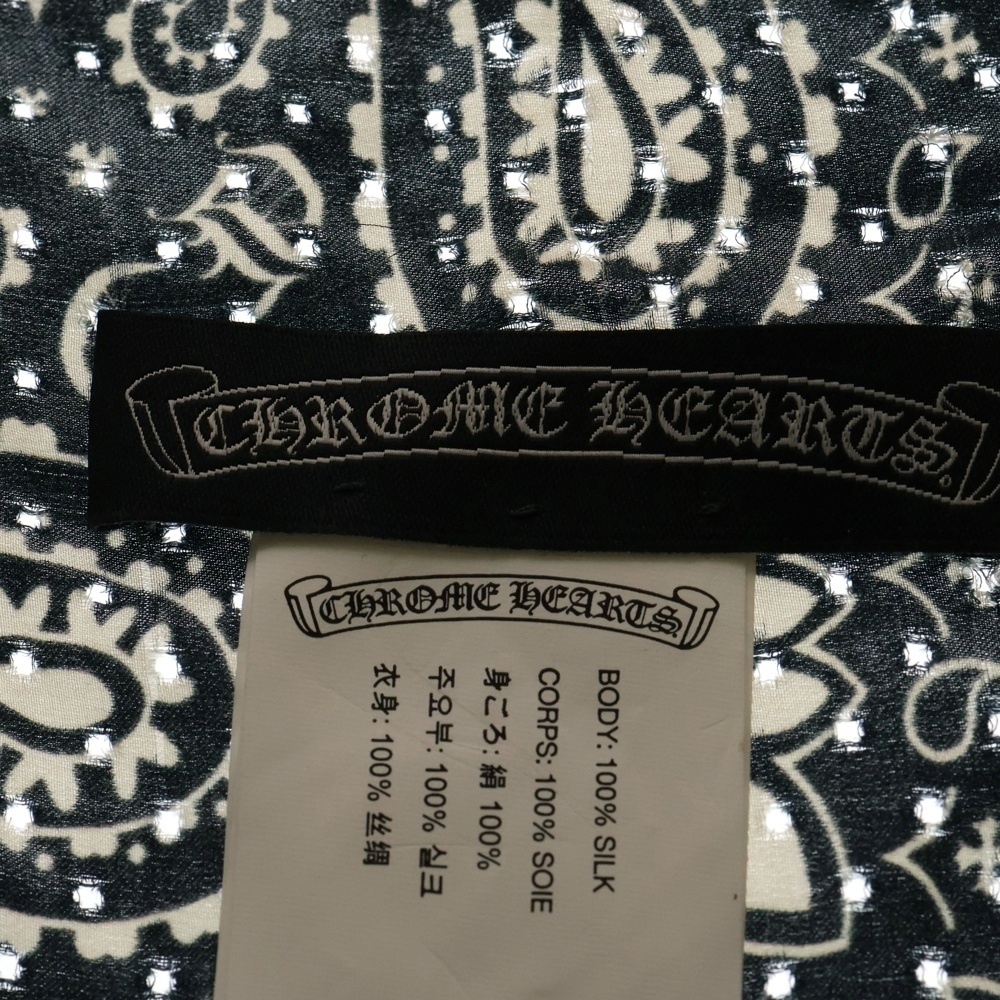 CHROME HEARTS
CHROME HEARTS
BODY: 100% SILK
CORPS: 100% SOIE
身ごろ: 絹 100%
주요부: 100% 실크
衣身: 100% 丝绸